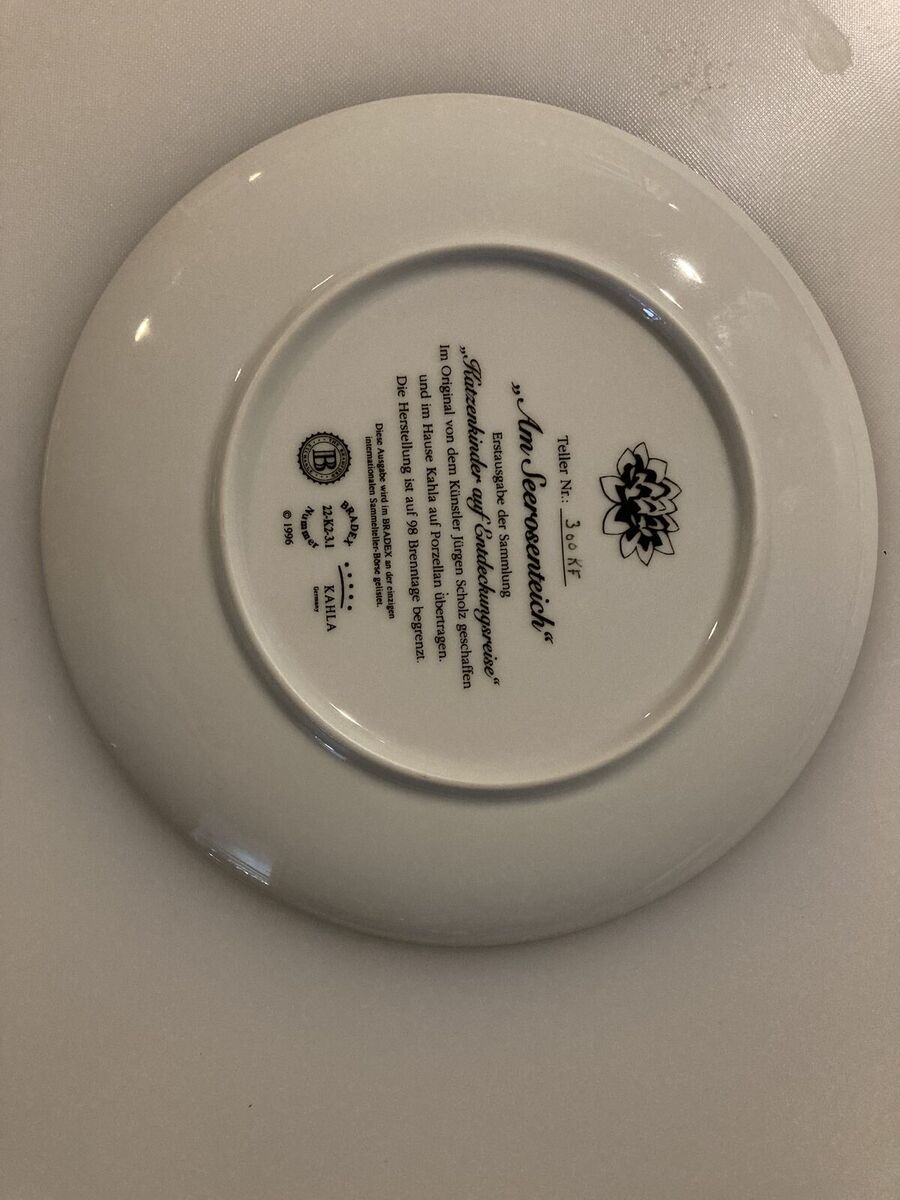 Teller Nr.: 300 KF
„Am Seerosenteich“
Erstausgabe der Sammlung
„Katzenkinder auf Entdeckungsreise“
Im Original von dem Künstler Jürgen Scholz geschaffen
und im Hause Kahla auf Porzellan übertragen.
Die Herstellung ist auf 98 Brenntage begrenzt.
Diese Ausgabe wird im BRADEX an der einzigen
internationalen Sammelteller-Börse gelistet.
B
BRADEX
22-K2-3.1
Nummer
KAHLA
Germany
© 1996